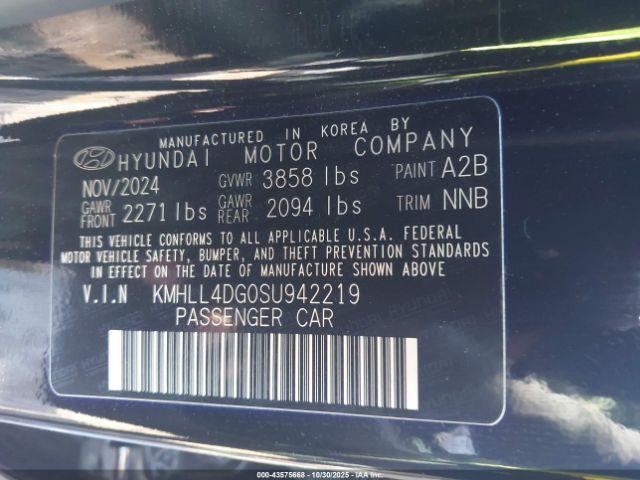 MANUFACTURED IN KOREA BY
HYUNDAI MOTOR COMPANY
NOV/2024 GVWR 3858 lbs PAINT A2B
GAWR FRONT 2271 lbs GAWR REAR 2094 lbs TRIM NNB
THIS VEHICLE CONFORMS TO ALL APPLICABLE U.S.A. FEDERAL
MOTOR VEHICLE SAFETY, BUMPER, AND THEFT PREVENTION STANDARDS
IN EFFECT ON THE DATE OF MANUFACTURE SHOWN ABOVE
V.I.N KMHLL4DG0SU942219
PASSENGER CAR
000-43575668 - 10/30/2025 - IAA Inc.